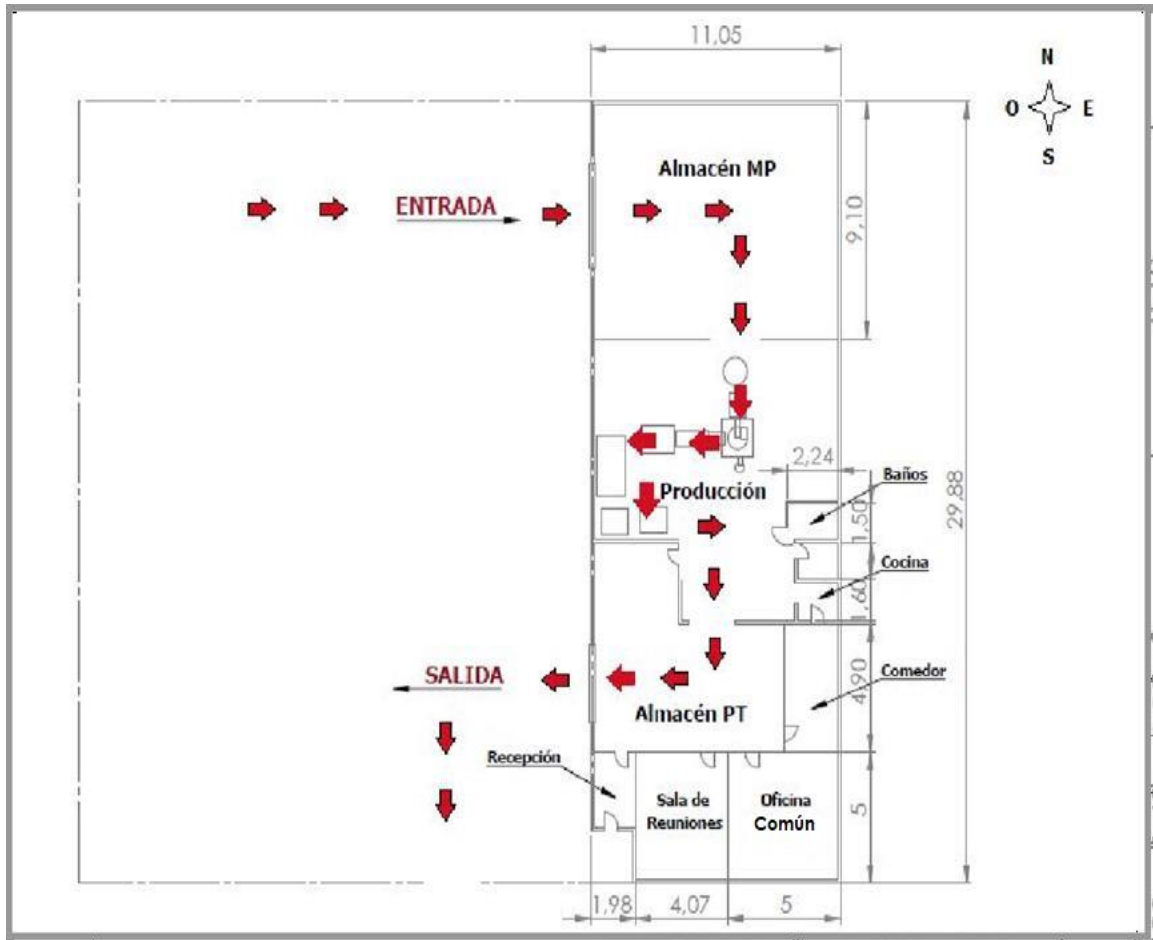 11,05
N
O E
S
Almacén MP
ENTRADA
9,10
2,24
Baños
Producción
1,50
29,88
Cocina
1,60
SALIDA
Comedor
4,90
Almacén PT
Recepción
Sala de
Reuniones
Oficina
Común
5
1,98
4,07
5